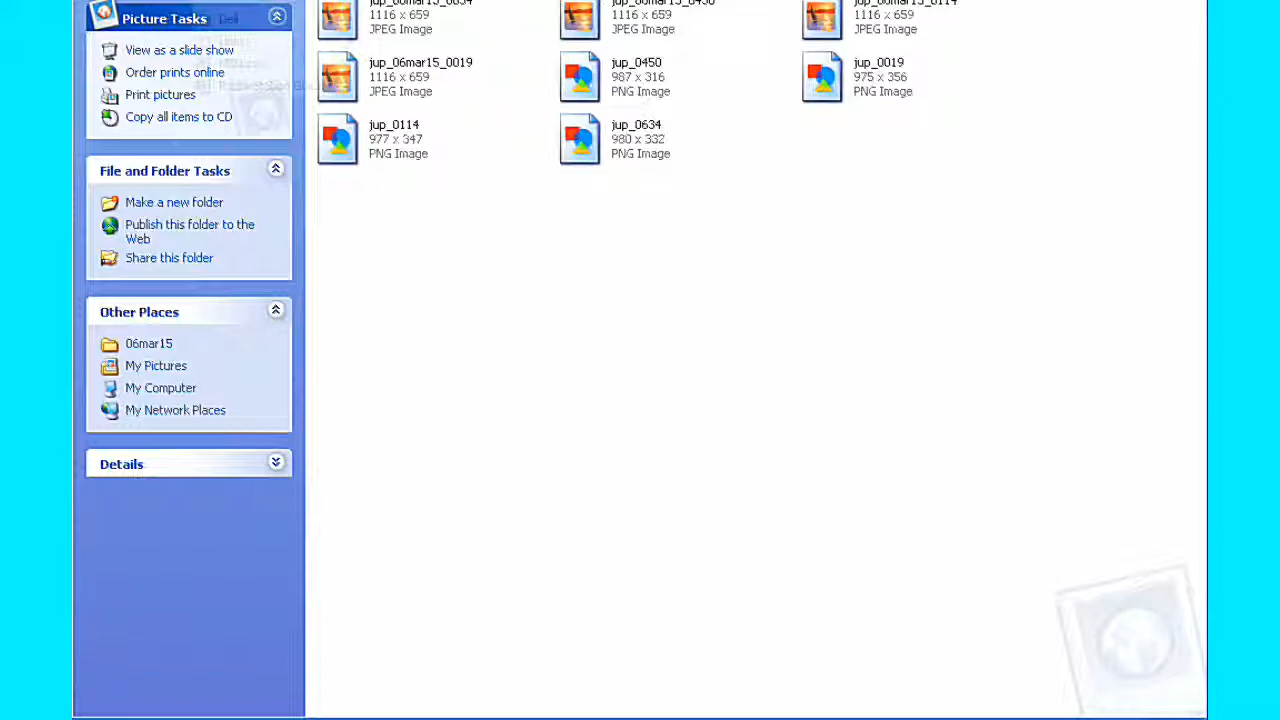 Picture Tasks
View as a slide show
Order prints online
Print pictures
Copy all items to CD
File and Folder Tasks
Make a new folder
Publish this folder to the
Web
Share this folder
Other Places
06mar15
My Pictures
My Computer
My Network Places
Details
jup_06mar15_0634
1116 x 659
JPEG Image
jup_06mar15_0450
1116 x 659
JPEG Image
jup_06mar15_0114
1116 x 659
JPEG Image
jup_06mar15_0019
1116 x 659
JPEG Image
jup_0450
987 x 316
PNG Image
jup_0019
975 x 356
PNG Image
jup_0114
977 x 347
PNG Image
jup_0634
980 x 332
PNG Image